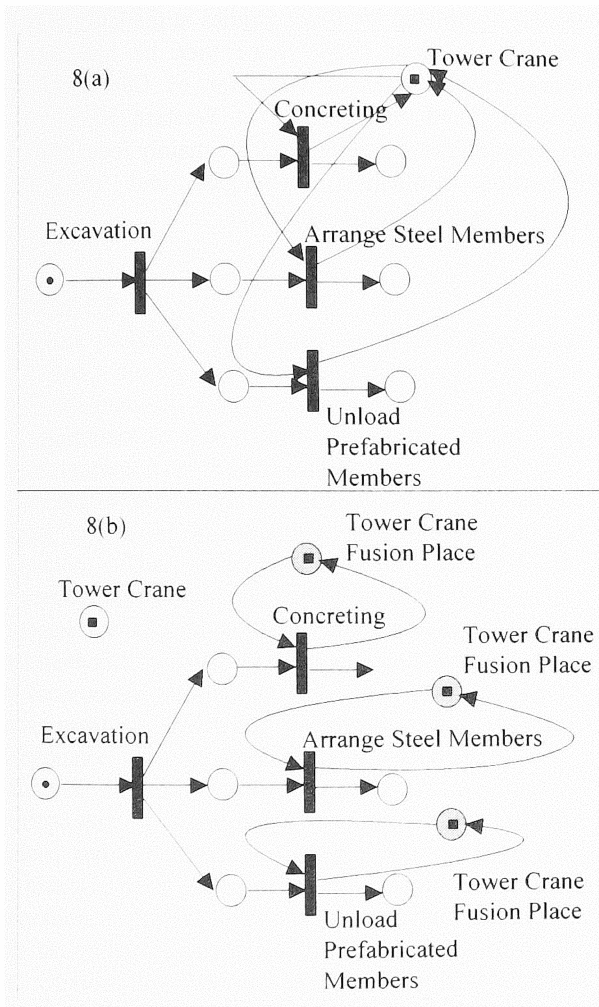 8(a)
Tower Crane
Concreting
Excavation
Arrange Steel Members
Unload
Prefabricated
Members
8(b)
Tower Crane
Fusion Place
Tower Crane
Concreting
Tower Crane
Fusion Place
Excavation
Arrange Steel Members
Tower Crane
Fusion Place
Unload
Prefabricated
Members